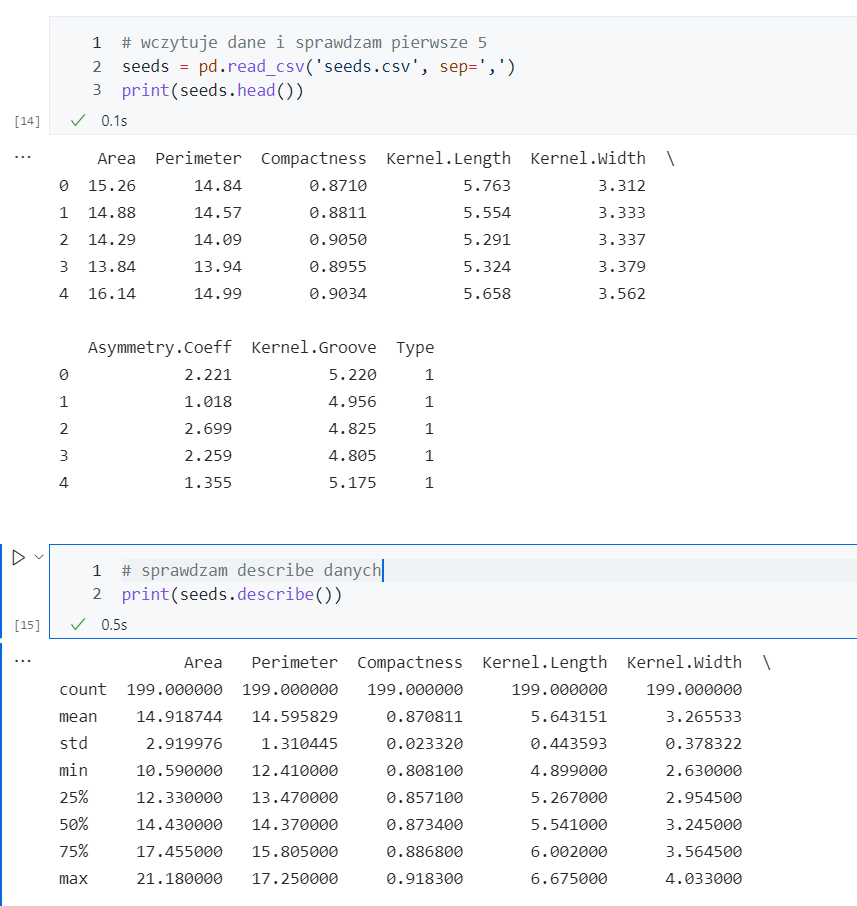 1 # wczytuje dane i sprawdzam pierwsze 5
2 seeds = pd.read_csv('seeds.csv', sep=',')
3 print(seeds.head())
[14] ✓ 0.1s
... Area Perimeter Compactness Kernel.Length Kernel.Width \
0 15.26 14.84 0.8710 5.763 3.312
1 14.88 14.57 0.8811 5.554 3.333
2 14.29 14.09 0.9050 5.291 3.337
3 13.84 13.94 0.8955 5.324 3.379
4 16.14 14.99 0.9034 5.658 3.562
Asymmetry.Coeff Kernel.Groove Type
0 2.221 5.220 1
1 1.018 4.956 1
2 2.699 4.825 1
3 2.259 4.805 1
4 1.355 5.175 1
1 # sprawdzam describe danych
2 print(seeds.describe())
[15] ✓ 0.5s
... Area Perimeter Compactness Kernel.Length Kernel.Width \
count 199.000000 199.000000 199.000000 199.000000 199.000000
mean 14.918744 14.595829 0.870811 5.643151 3.265533
std 2.919976 1.310445 0.023320 0.443593 0.378322
min 10.590000 12.410000 0.808100 4.899000 2.630000
25% 12.330000 13.470000 0.857100 5.267000 2.954500
50% 14.430000 14.370000 0.873400 5.541000 3.245000
75% 17.455000 15.805000 0.886800 6.002000 3.564500
max 21.180000 17.250000 0.918300 6.675000 4.033000